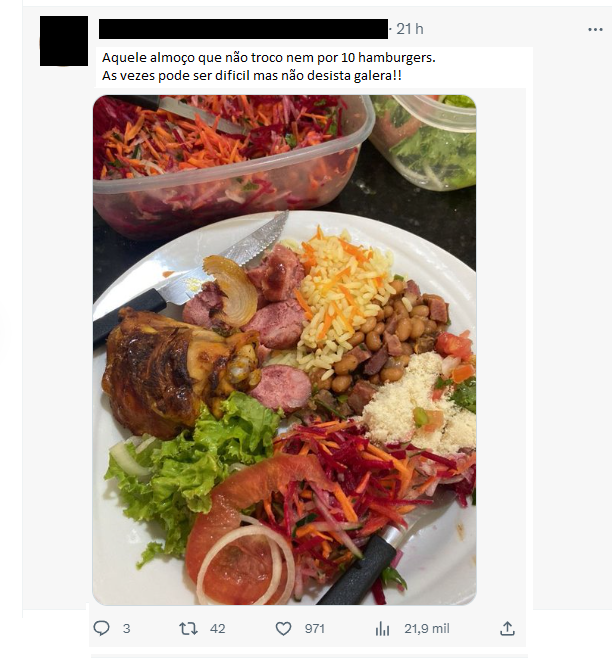 · 21 h
Aquele almoço que não troco nem por 10 hamburgers.
As vezes pode ser dificil mas não desista galera!!
3 42 971 21,9 mil